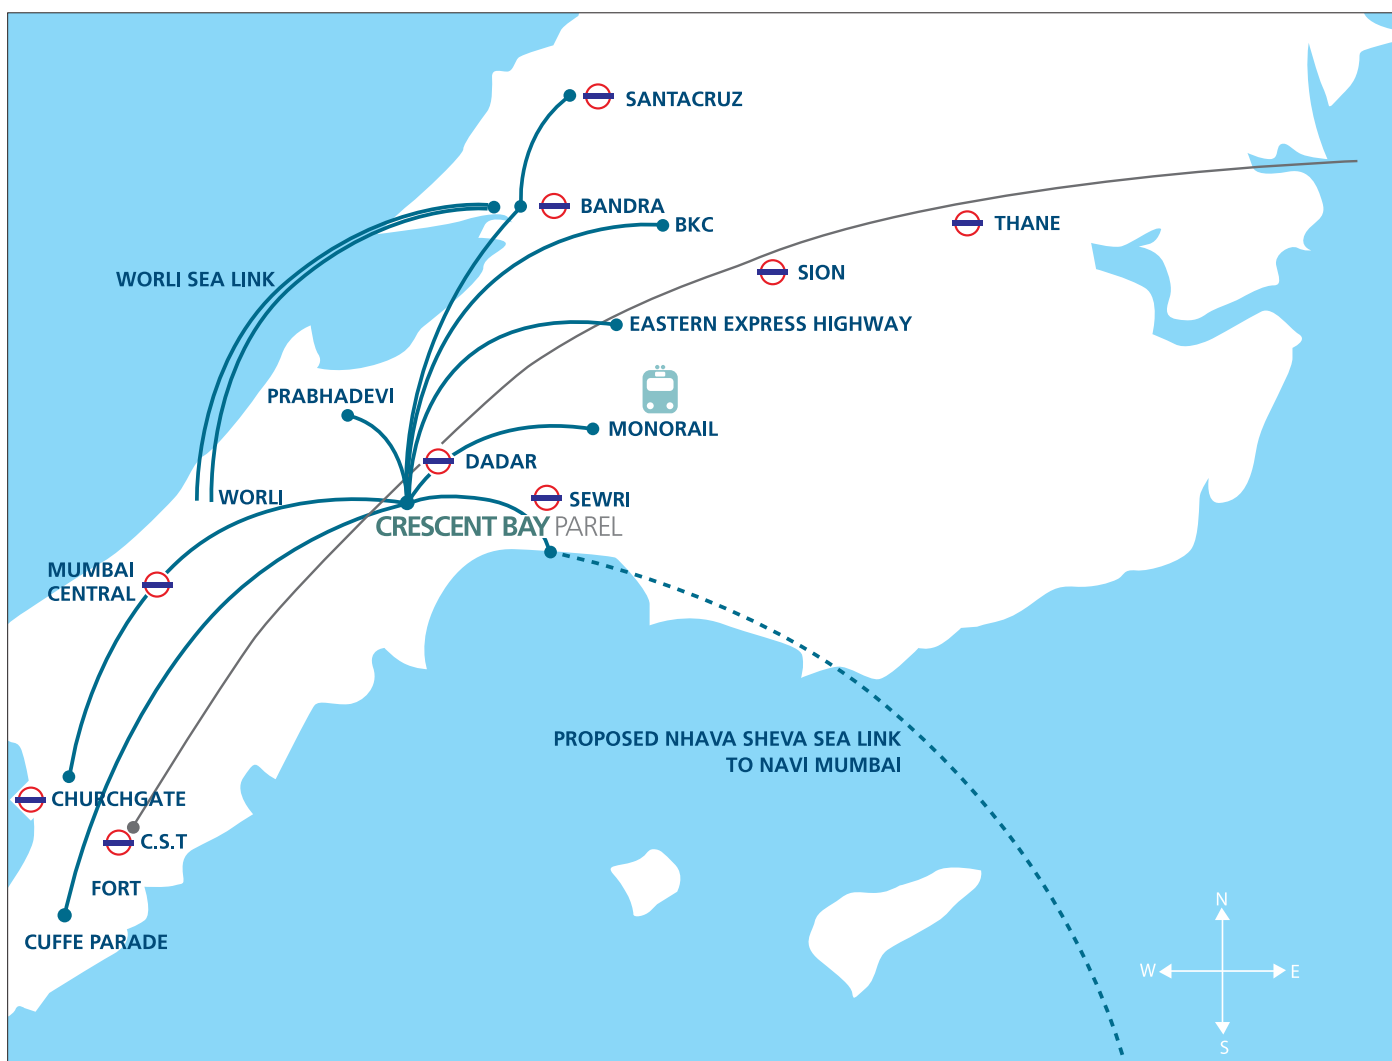 SANTACRUZ
BANDRA
BKC
THANE
SION
WORLI SEA LINK
EASTERN EXPRESS HIGHWAY
PRABHADEVI
MONORAIL
DADAR
WORLI
SEWRI
CRESCENT BAY PAREL
MUMBAI
CENTRAL
PROPOSED NHAVA SHEVA SEA LINK
TO NAVI MUMBAI
CHURCHGATE
C.S.T
FORT
CUFFE PARADE
N
W
E
S